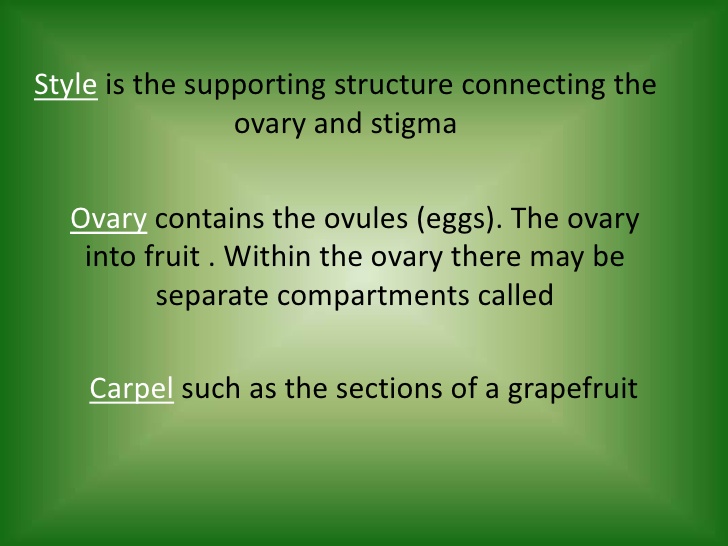 Style is the supporting structure connecting the
ovary and stigma
Ovary contains the ovules (eggs). The ovary
into fruit . Within the ovary there may be
separate compartments called
Carpel such as the sections of a grapefruit